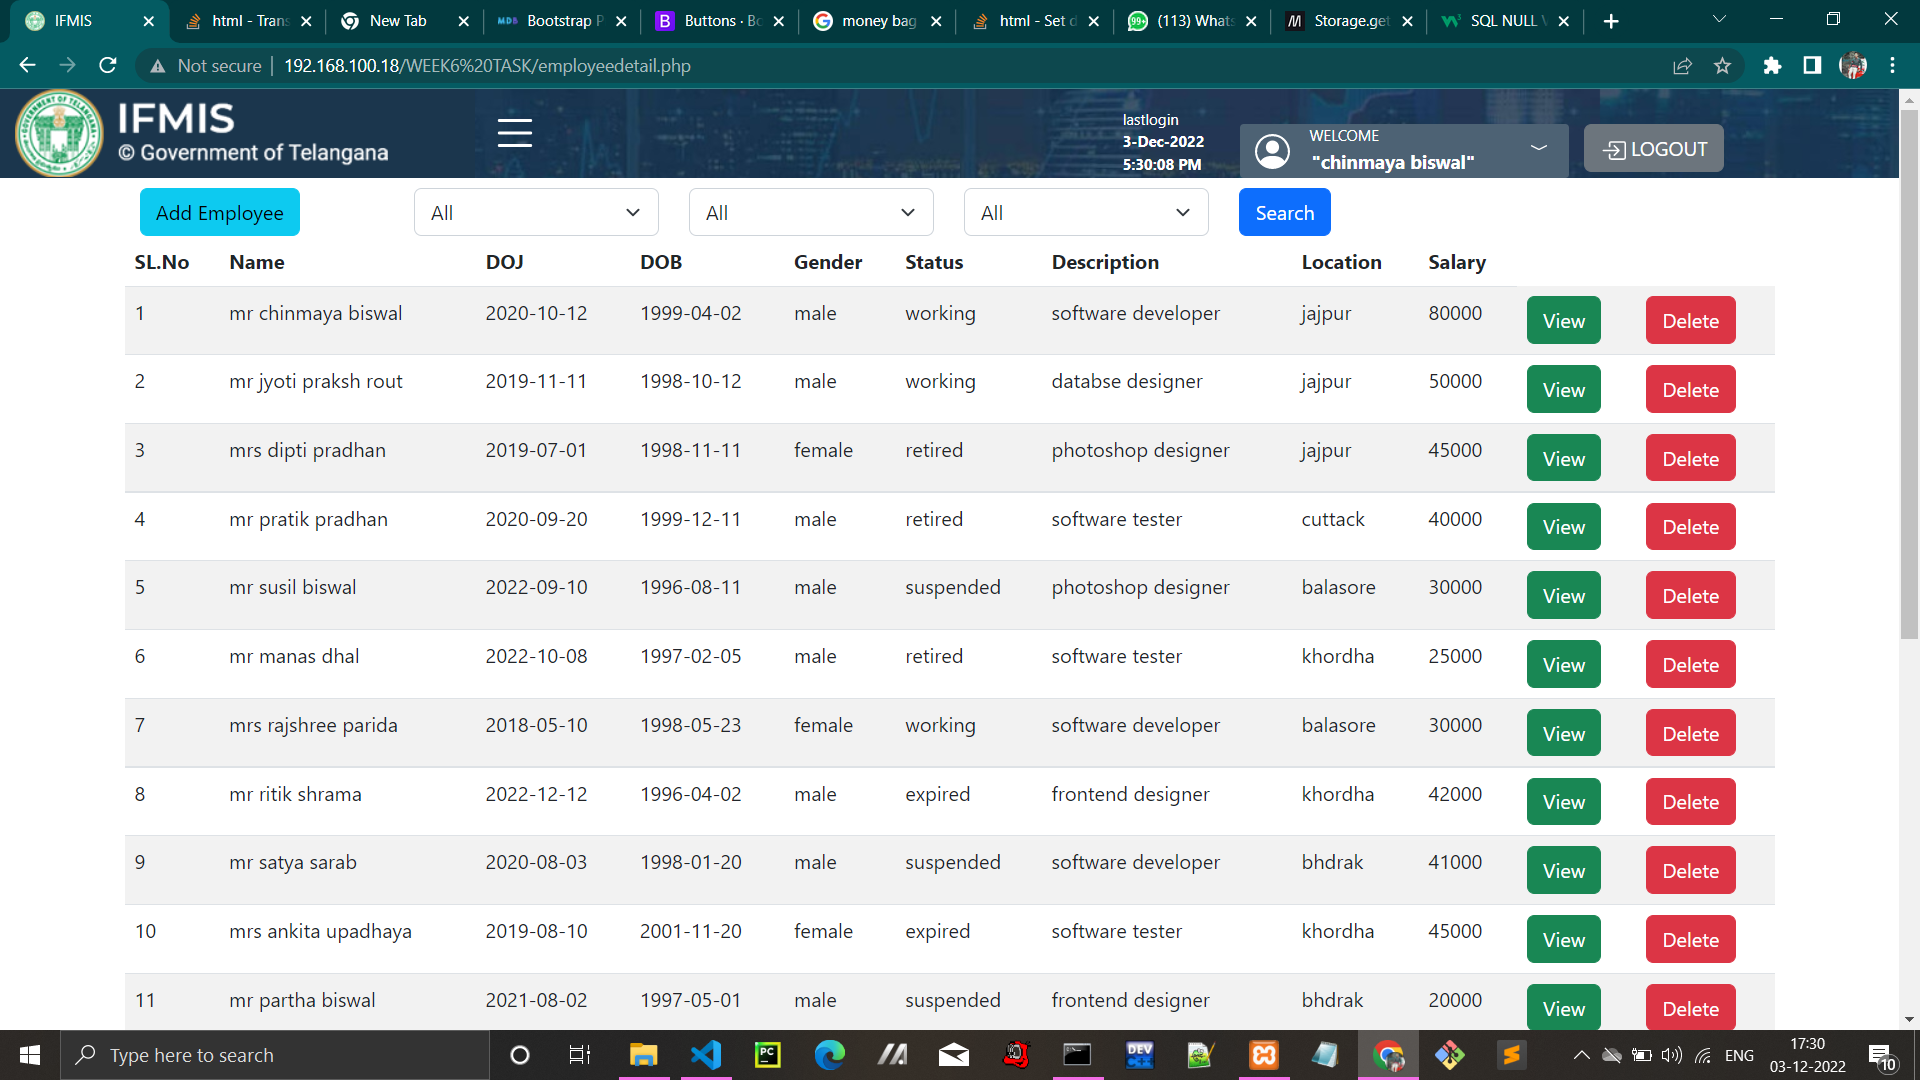 IFMIS
html - Trans
New Tab
Bootstrap P
Buttons · Bo
money bag
html - Set d
(113) Whats
Storage.get
SQL NULL V
Not secure | 192.168.100.18/WEEK6%20TASK/employeedetail.php
IFMIS
© Government of Telangana
lastlogin
3-Dec-2022
5:30:08 PM
WELCOME
"chinmaya biswal"
LOGOUT
Add Employee All All All Search
SL.No Name DOJ DOB Gender Status Description Location Salary
1 mr chinmaya biswal 2020-10-12 1999-04-02 male working software developer jajpur 80000 View Delete
2 mr jyoti praksh rout 2019-11-11 1998-10-12 male working databse designer jajpur 50000 View Delete
3 mrs dipti pradhan 2019-07-01 1998-11-11 female retired photoshop designer jajpur 45000 View Delete
4 mr pratik pradhan 2020-09-20 1999-12-11 male retired software tester cuttack 40000 View Delete
5 mr susil biswal 2022-09-10 1996-08-11 male suspended photoshop designer balasore 30000 View Delete
6 mr manas dhal 2022-10-08 1997-02-05 male retired software tester khordha 25000 View Delete
7 mrs rajshree parida 2018-05-10 1998-05-23 female working software developer balasore 30000 View Delete
8 mr ritik shrama 2022-12-12 1996-04-02 male expired frontend designer khordha 42000 View Delete
9 mr satya sarab 2020-08-03 1998-01-20 male suspended software developer bhdrak 41000 View Delete
10 mrs ankita upadhaya 2019-08-10 2001-11-20 female expired software tester khordha 45000 View Delete
11 mr partha biswal 2021-08-02 1997-05-01 male suspended frontend designer bhdrak 20000 View Delete
Type here to search
ENG
17:30
03-12-2022
10